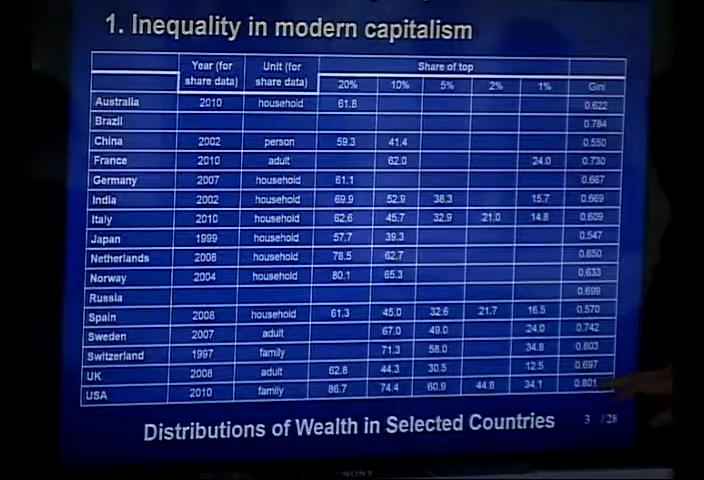 1. Inequality in modern capitalism
Year (for share data) Unit (for share data) Share of top
20% 10% 5% 2% 1% Gini
Australia 2010 household 61.8 0.622
Brazil 0.784
China 2002 person 59.3 41.4 0.550
France 2010 adult 62.0 24.0 0.730
Germany 2007 household 61.1 0.667
India 2002 household 69.9 52.9 38.3 15.7 0.669
Italy 2010 household 62.6 45.7 32.9 21.0 14.8 0.609
Japan 1999 household 57.7 39.3 0.547
Netherlands 2008 household 78.5 62.7 0.650
Norway 2004 household 80.1 65.3 0.633
Russia 0.699
Spain 2008 household 61.3 45.0 32.6 21.7 16.5 0.570
Sweden 2007 adult 67.0 49.0 24.0 0.742
Switzerland 1997 family 71.3 58.0 34.8 0.803
UK 2008 adult 62.8 44.3 30.5 12.5 0.697
USA 2010 family 86.7 74.4 60.9 44.8 34.1 0.801
Distributions of Wealth in Selected Countries 3 /28
SONY